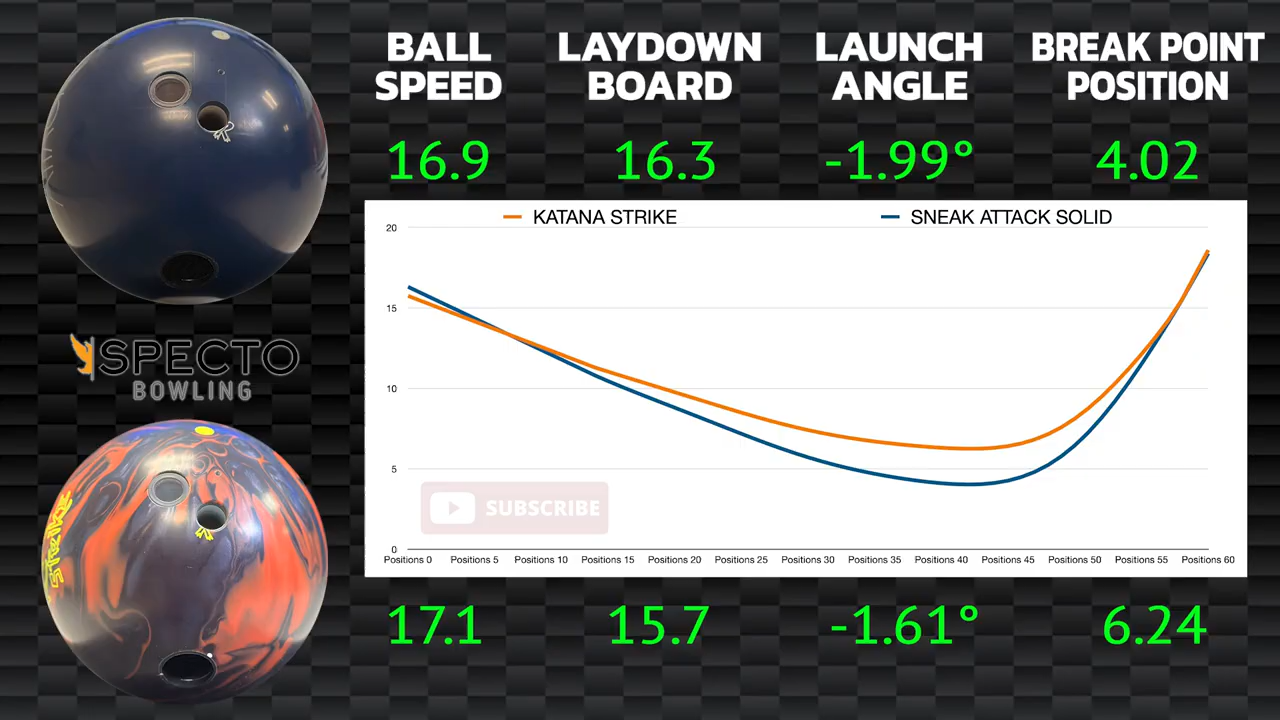 BALL SPEED
LAYDOWN BOARD
LAUNCH ANGLE
BREAK POINT POSITION
16.9
16.3
-1.99°
4.02
KATANA STRIKE
SNEAK ATTACK SOLID
20
15
10
5
0
Positions 0
Positions 5
Positions 10
Positions 15
Positions 20
Positions 25
Positions 30
Positions 35
Positions 40
Positions 45
Positions 50
Positions 55
Positions 60
SUBSCRIBE
SPECTO
BOWLING
17.1
15.7
-1.61°
6.24